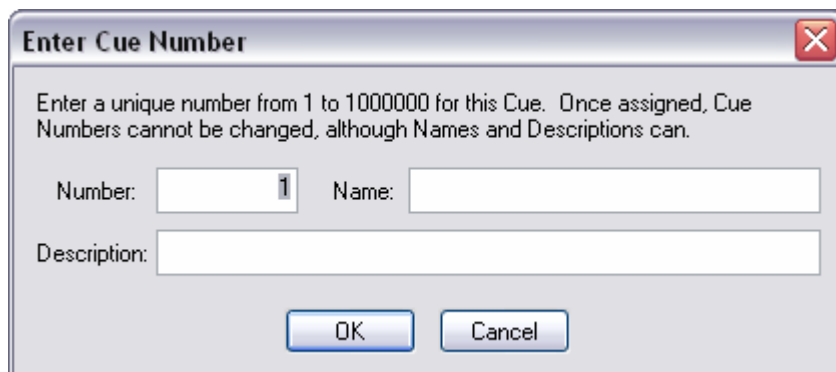 Enter Cue Number
Enter a unique number from 1 to 1000000 for this Cue.  Once assigned, Cue
Numbers cannot be changed, although Names and Descriptions can.
Number: 1 Name:
Description:
OK Cancel